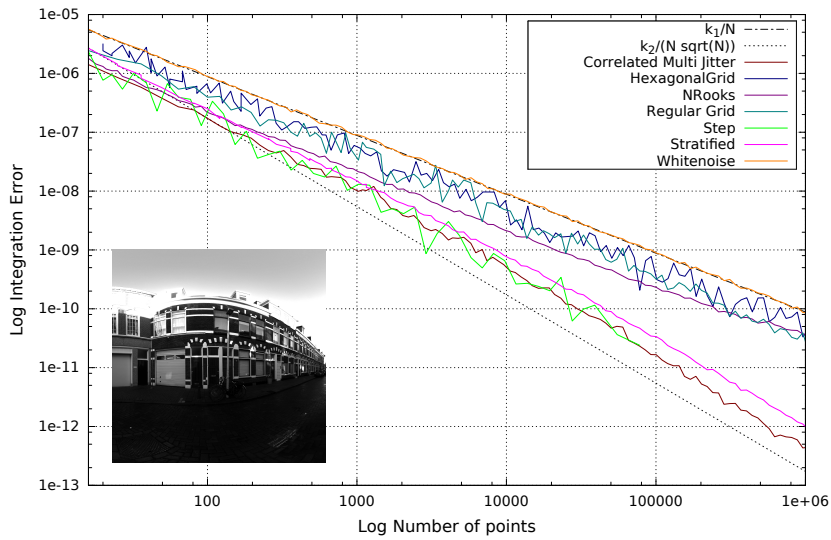 1e-05
1e-06
1e-07
1e-08
1e-09
1e-10
1e-11
1e-12
1e-13
Log Integration Error
k1/N
k2/(N sqrt(N))
Correlated Multi Jitter
HexagonalGrid
NRooks
Regular Grid
Step
Stratified
Whitenoise
100 1000 10000 100000 1e+06
Log Number of points